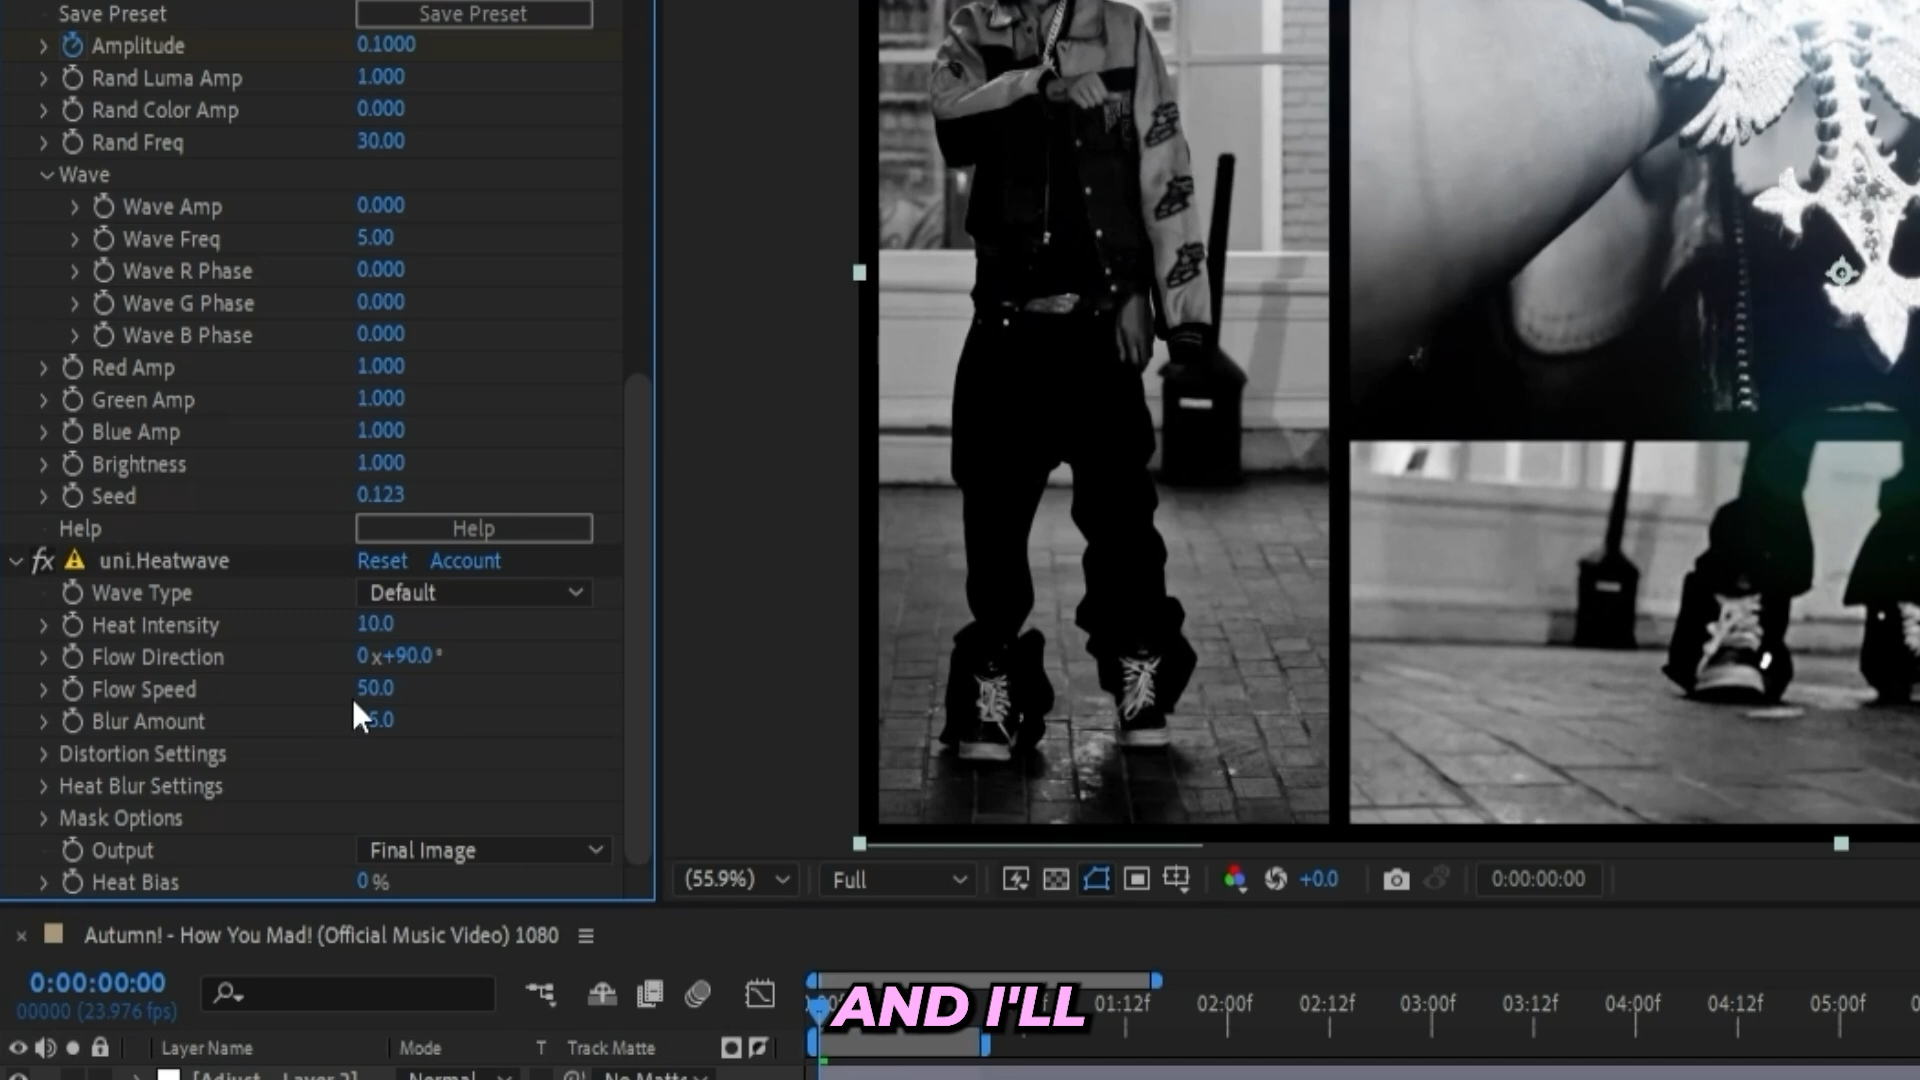 Save Preset Save Preset
Amplitude 0.1000
Rand Luma Amp 1.000
Rand Color Amp 0.000
Rand Freq 30.00
Wave
Wave Amp 0.000
Wave Freq 5.00
Wave R Phase 0.000
Wave G Phase 0.000
Wave B Phase 0.000
Red Amp 1.000
Green Amp 1.000
Blue Amp 1.000
Brightness 1.000
Seed 0.123
Help Help
fx uni.Heatwave Reset Account
Wave Type Default
Heat Intensity 10.0
Flow Direction 0x+90.0°
Flow Speed 50.0
Blur Amount
Distortion Settings
Heat Blur Settings
Mask Options
Output Final Image
Heat Bias 0%
(55.9%) Full +0.0 0:00:00:00
Autumn! - How You Mad! (Official Music Video) 1080
0:00:00:00
00000 (23.976 fps)
AND I'LL
01:12f 02:00f 02:12f 03:00f 03:12f 04:00f 04:12f 05:00f
Layer Name Mode T Track Matte